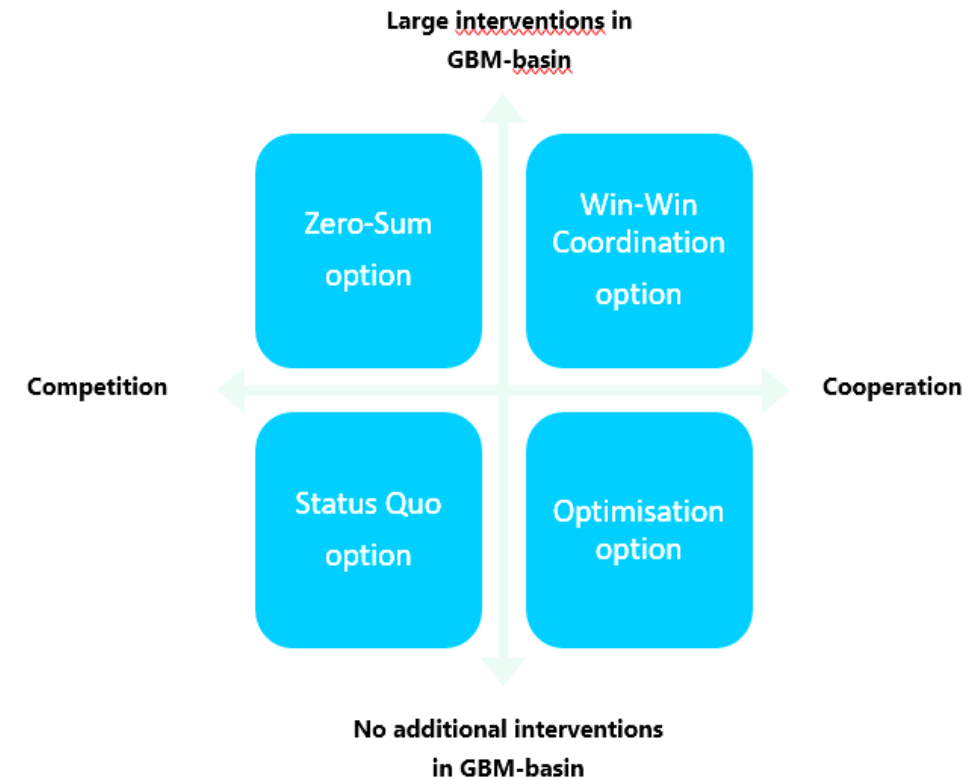 Large interventions in
GBM-basin
Zero-Sum
option
Win-Win
Coordination
option
Competition
Cooperation
Status Quo
option
Optimisation
option
No additional interventions
in GBM-basin